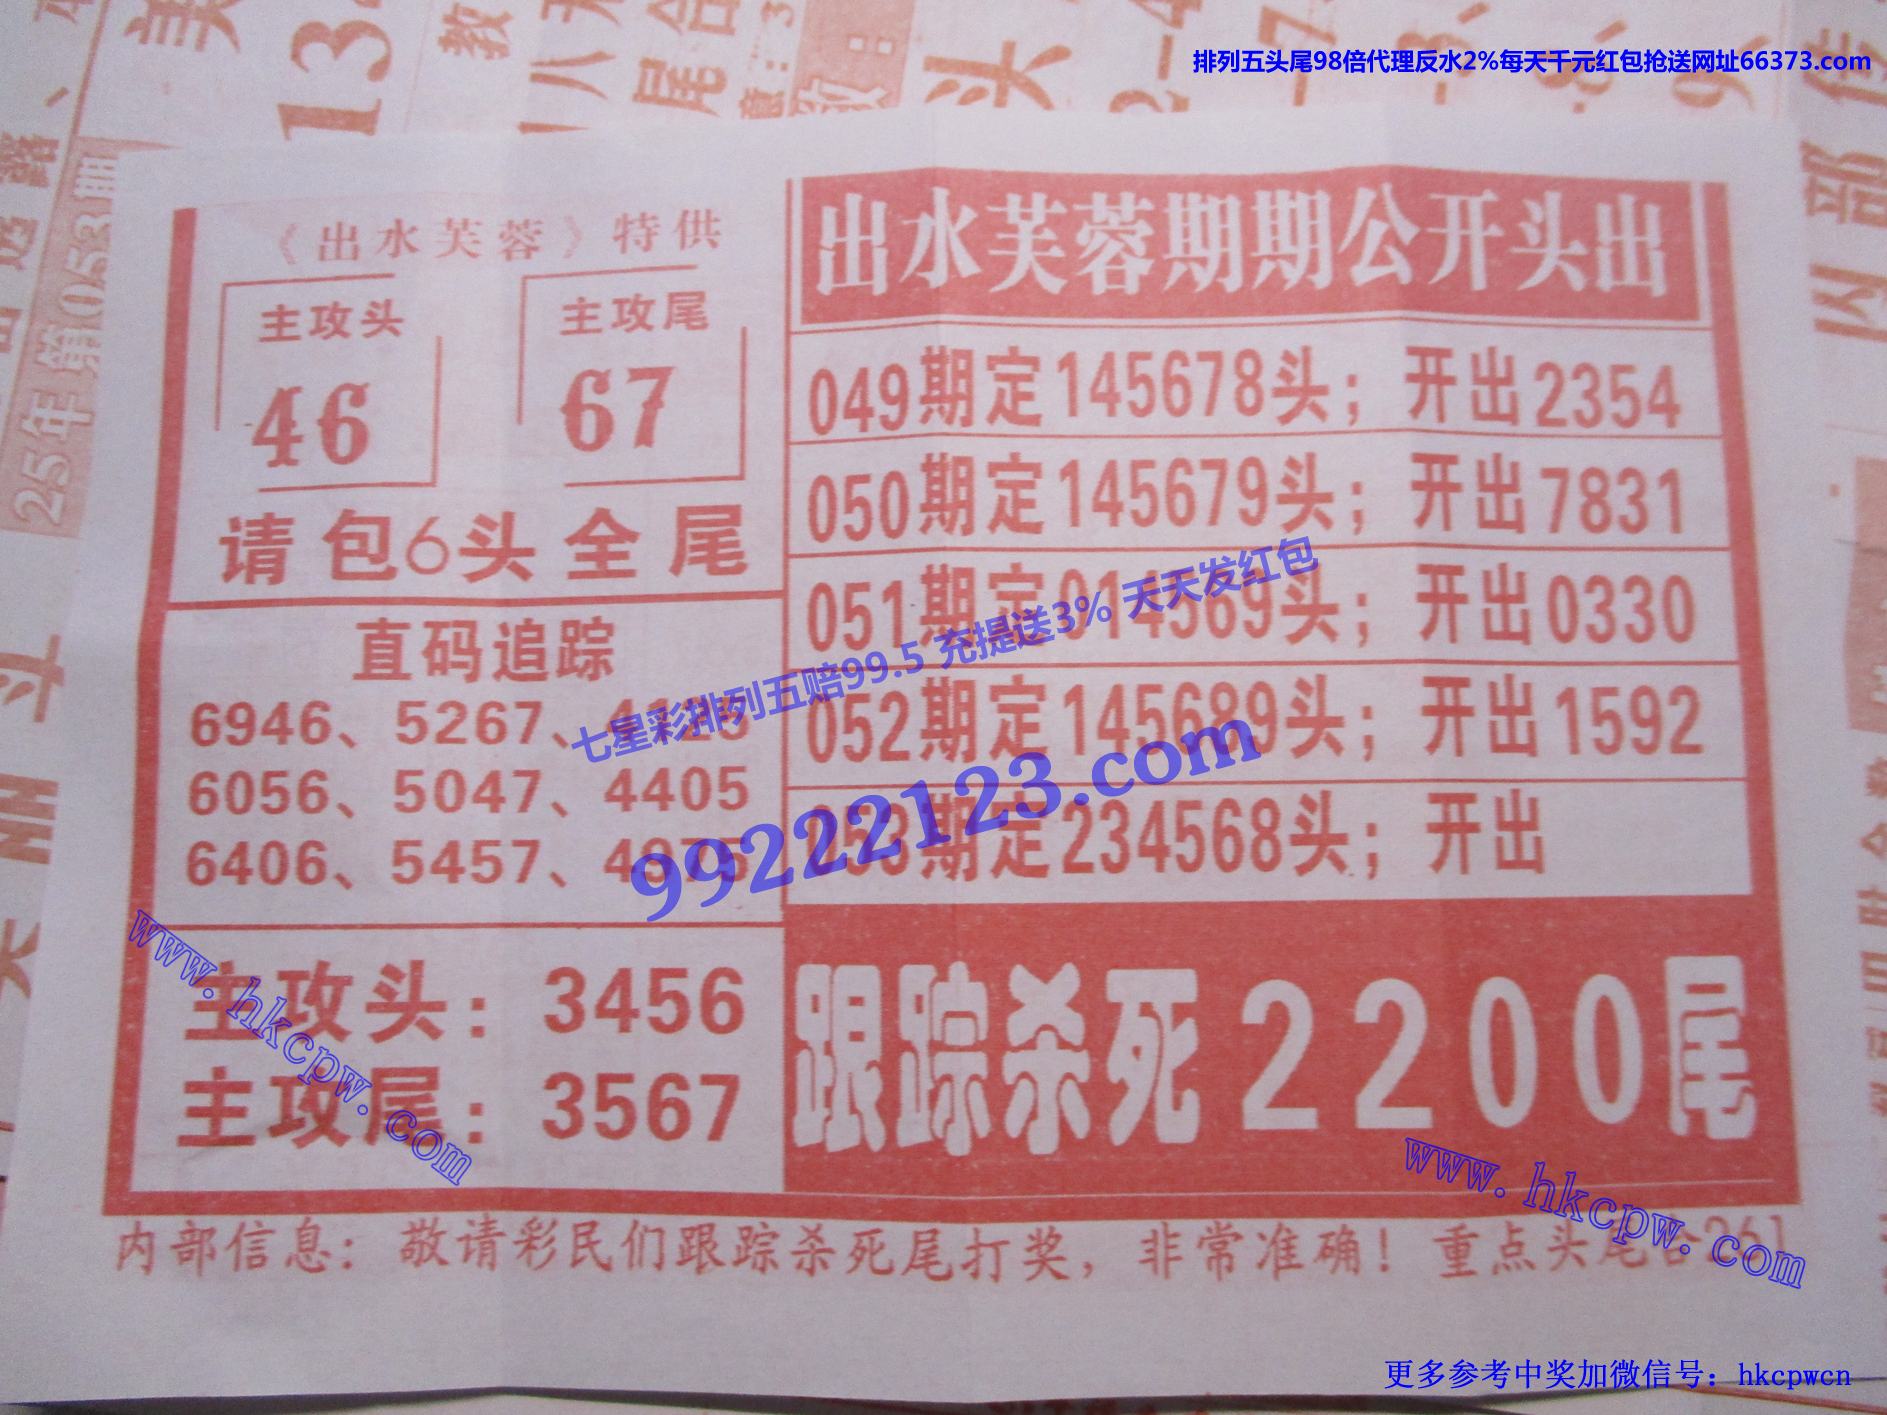 排列五头尾98倍代理反水2%每天千元红包抢送网址66373.com
25年 第053期
《出水芙蓉》特供
主攻头
46
主攻尾
67
请包6头全尾
直码追踪
6946、5267、
6056、5047、4405
6406、5457、4975
主攻头：3456
主攻尾：3567
出水芙蓉期期公开头出
049期定145678头；开出2354
050期定145679头；开出7831
051期定014569头；开出0330
052期定145689头；开出1592
053期定234568头；开出
跟踪杀死2200尾
内部信息：敬请彩民们跟踪杀死尾打奖，非常准确！重点头尾合261
七星彩排列五赔99.5 充提送3% 天天发红包
99222123.com
www.hkcpw.com
www.hkcpw.com
更多参考中奖加微信号：hkcpwcn